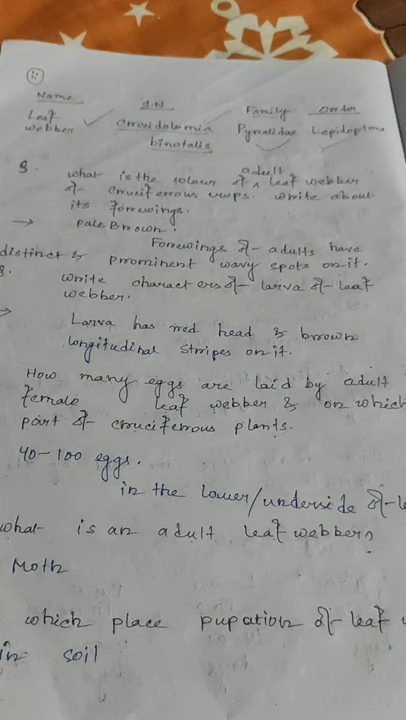 11
Name S.N. Family Order
Leaf webber Crocidolomia binotalis Pyralidae Lepidoptera
Q. what is the colour of adult leaf webber
of cruciferrous crops. write about
its forewings.
→ Pale Brown.
Forewings of adults have
distinct & prominent wavy spots on it.
Q. write characters of larva of leaf
webber.
→ Larva has red head & brown
longitudinal stripes on it.
How many eggs are laid by adult
female leaf webber & on which
part of cruciferrous plants.
40-100 eggs.
in the lower/underside of
what is an adult leaf webber?
Moth
which place pupation of leaf
in soil